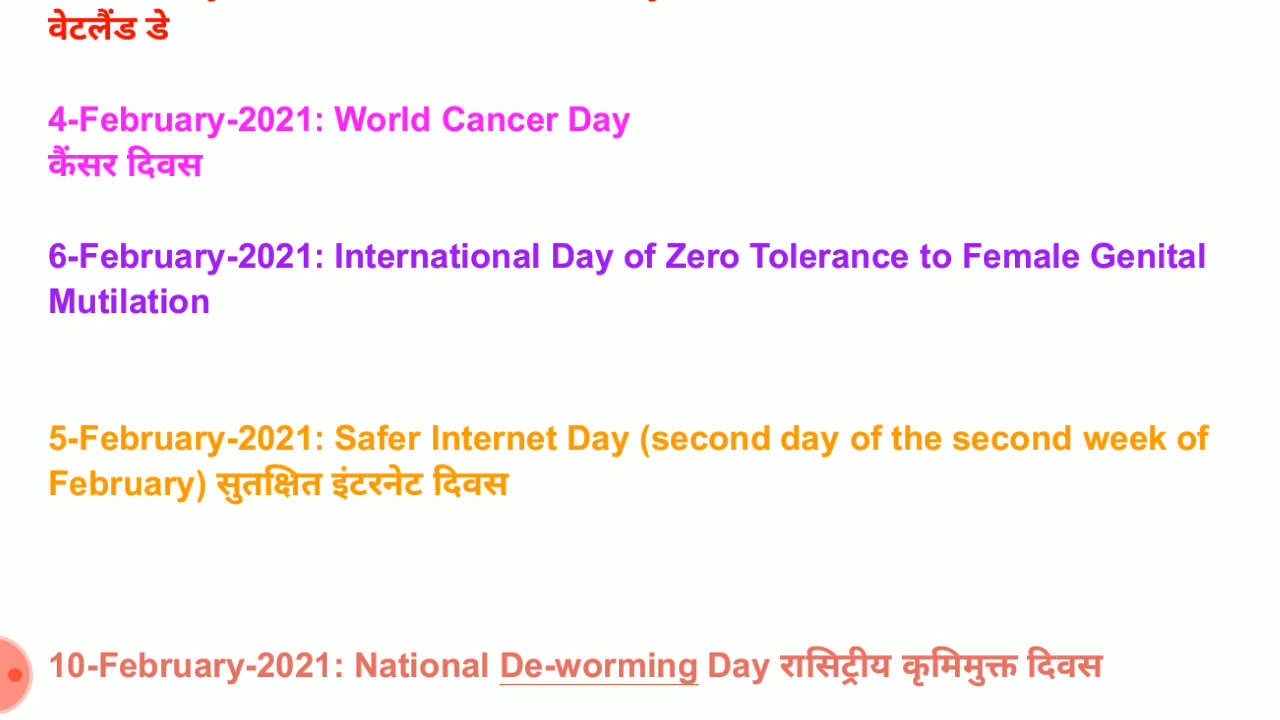 वेटलैंड डे
4-February-2021: World Cancer Day
कैंसर दिवस
6-February-2021: International Day of Zero Tolerance to Female Genital
Mutilation
5-February-2021: Safer Internet Day (second day of the second week of
February) सुतक्षित इंटरनेट दिवस
10-February-2021: National De-worming Day रासिट्रीय कृमिमुक्त दिवस